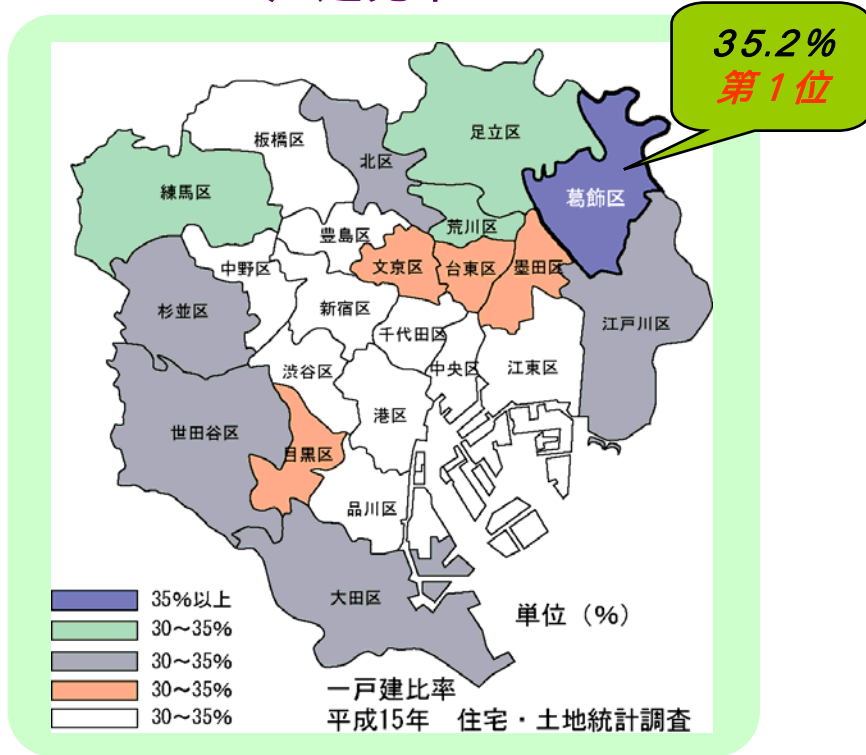 35.2%
第1位
足立区
板橋区
北区
練馬区
葛飾区
荒川区
豊島区
文京区
台東区
墨田区
中野区
杉並区
新宿区
江戸川区
千代田区
渋谷区
中央区
江東区
港区
世田谷区
目黒区
品川区
大田区
35%以上
30~35%
30~35%
30~35%
30~35%
単位(%)
一戸建比率
平成15年 住宅・土地統計調査